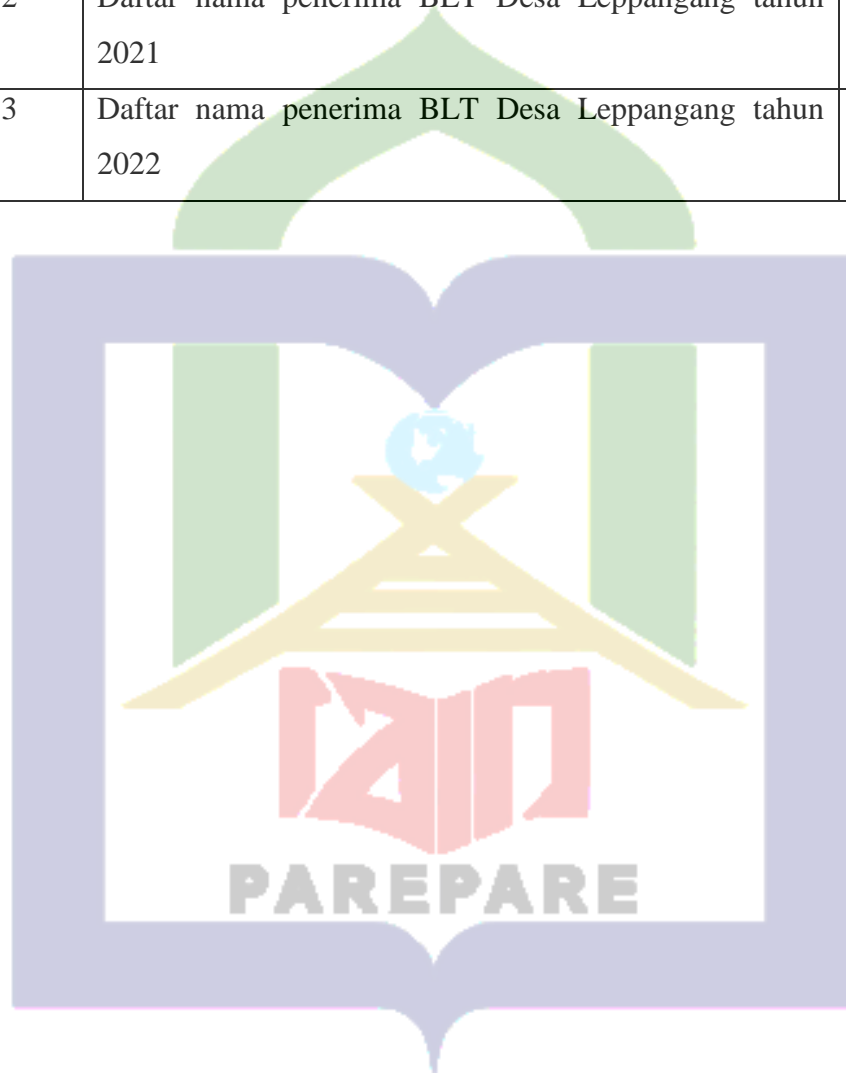 2 Daftar nama penerima BLT Desa Leppangang tahun
2021
3 Daftar nama penerima BLT Desa Leppangang tahun
2022
iain
PAREPARE